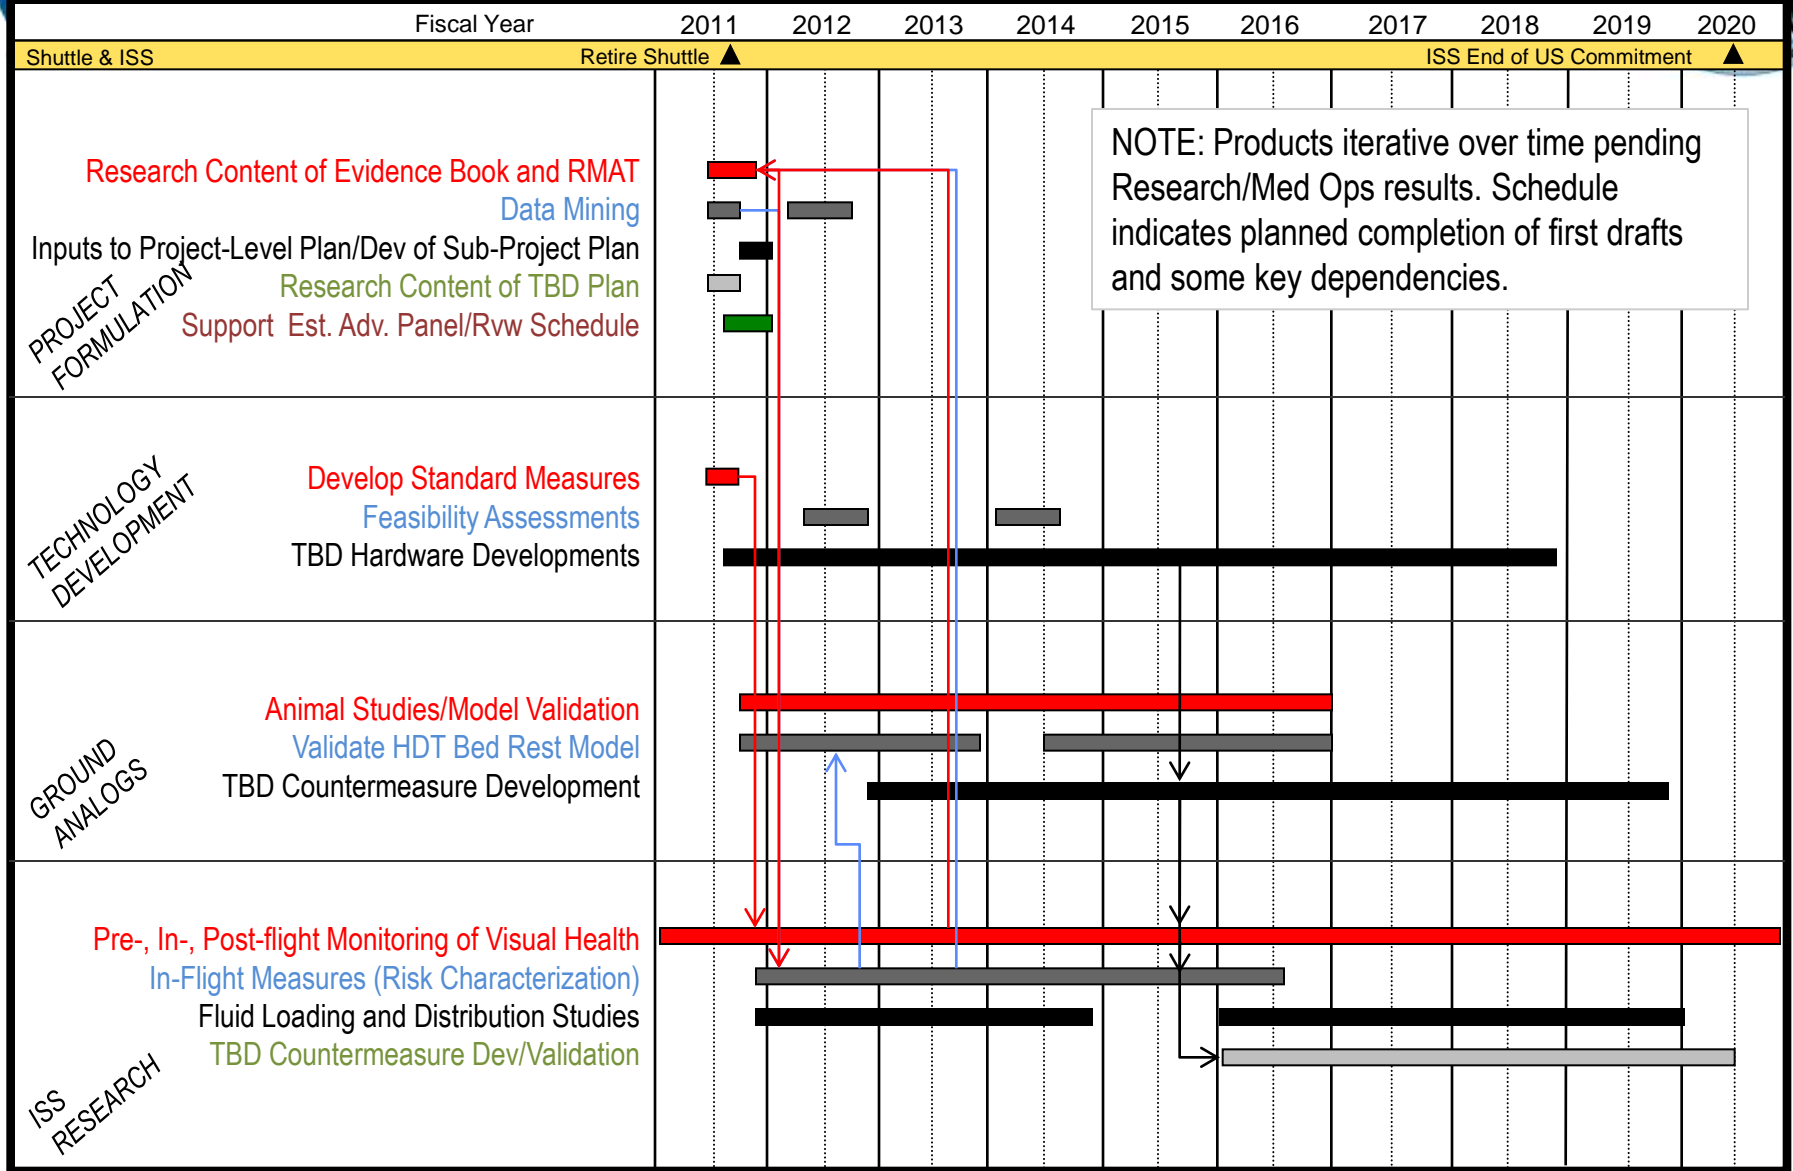 Fiscal Year 2011 2012 2013 2014 2015 2016 2017 2018 2019 2020
Shuttle & ISS Retire Shuttle ISS End of US Commitment
NOTE: Products iterative over time pending
Research/Med Ops results. Schedule
indicates planned completion of first drafts
and some key dependencies.
PROJECT
FORMULATION
Research Content of Evidence Book and RMAT
Data Mining
Inputs to Project-Level Plan/Dev of Sub-Project Plan
Research Content of TBD Plan
Support Est. Adv. Panel/Rvw Schedule
TECHNOLOGY
DEVELOPMENT
Develop Standard Measures
Feasibility Assessments
TBD Hardware Developments
GROUND
ANALOGS
Animal Studies/Model Validation
Validate HDT Bed Rest Model
TBD Countermeasure Development
ISS
RESEARCH
Pre-, In-, Post-flight Monitoring of Visual Health
In-Flight Measures (Risk Characterization)
Fluid Loading and Distribution Studies
TBD Countermeasure Dev/Validation